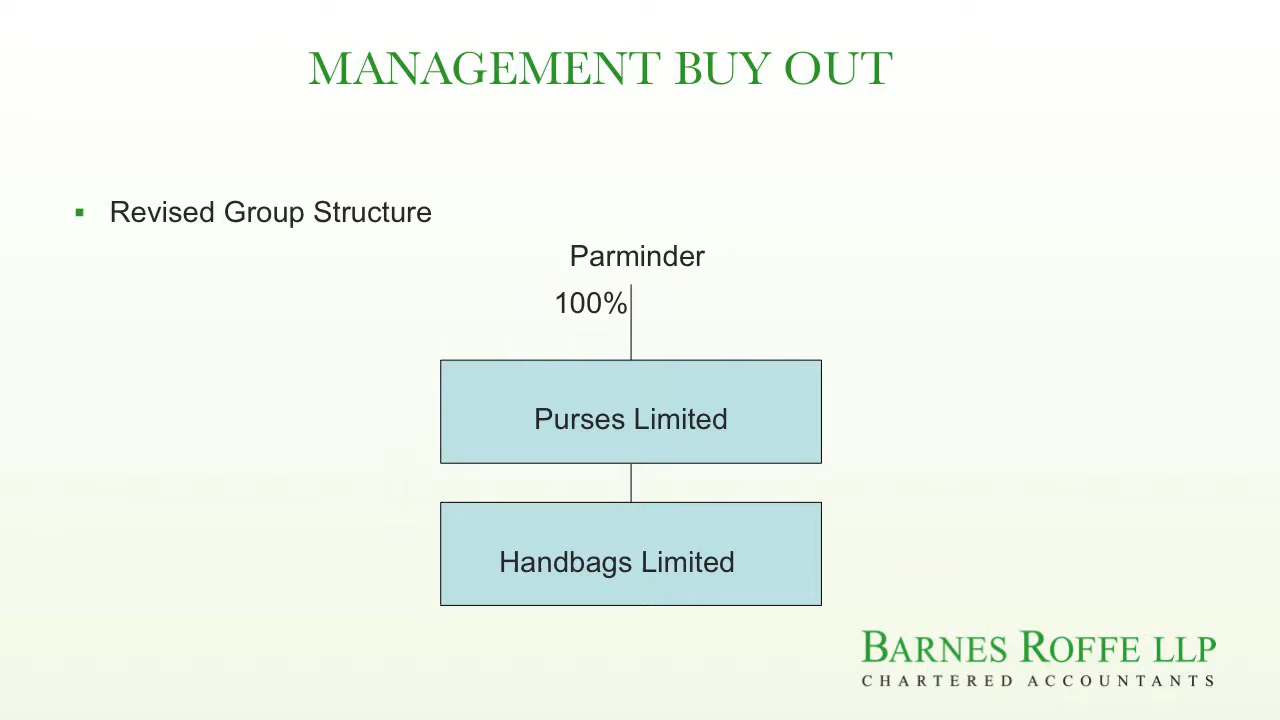 MANAGEMENT BUY OUT
▪ Revised Group Structure
Parminder
100%
Purses Limited
Handbags Limited
BARNES ROFFE LLP
CHARTERED ACCOUNTANTS